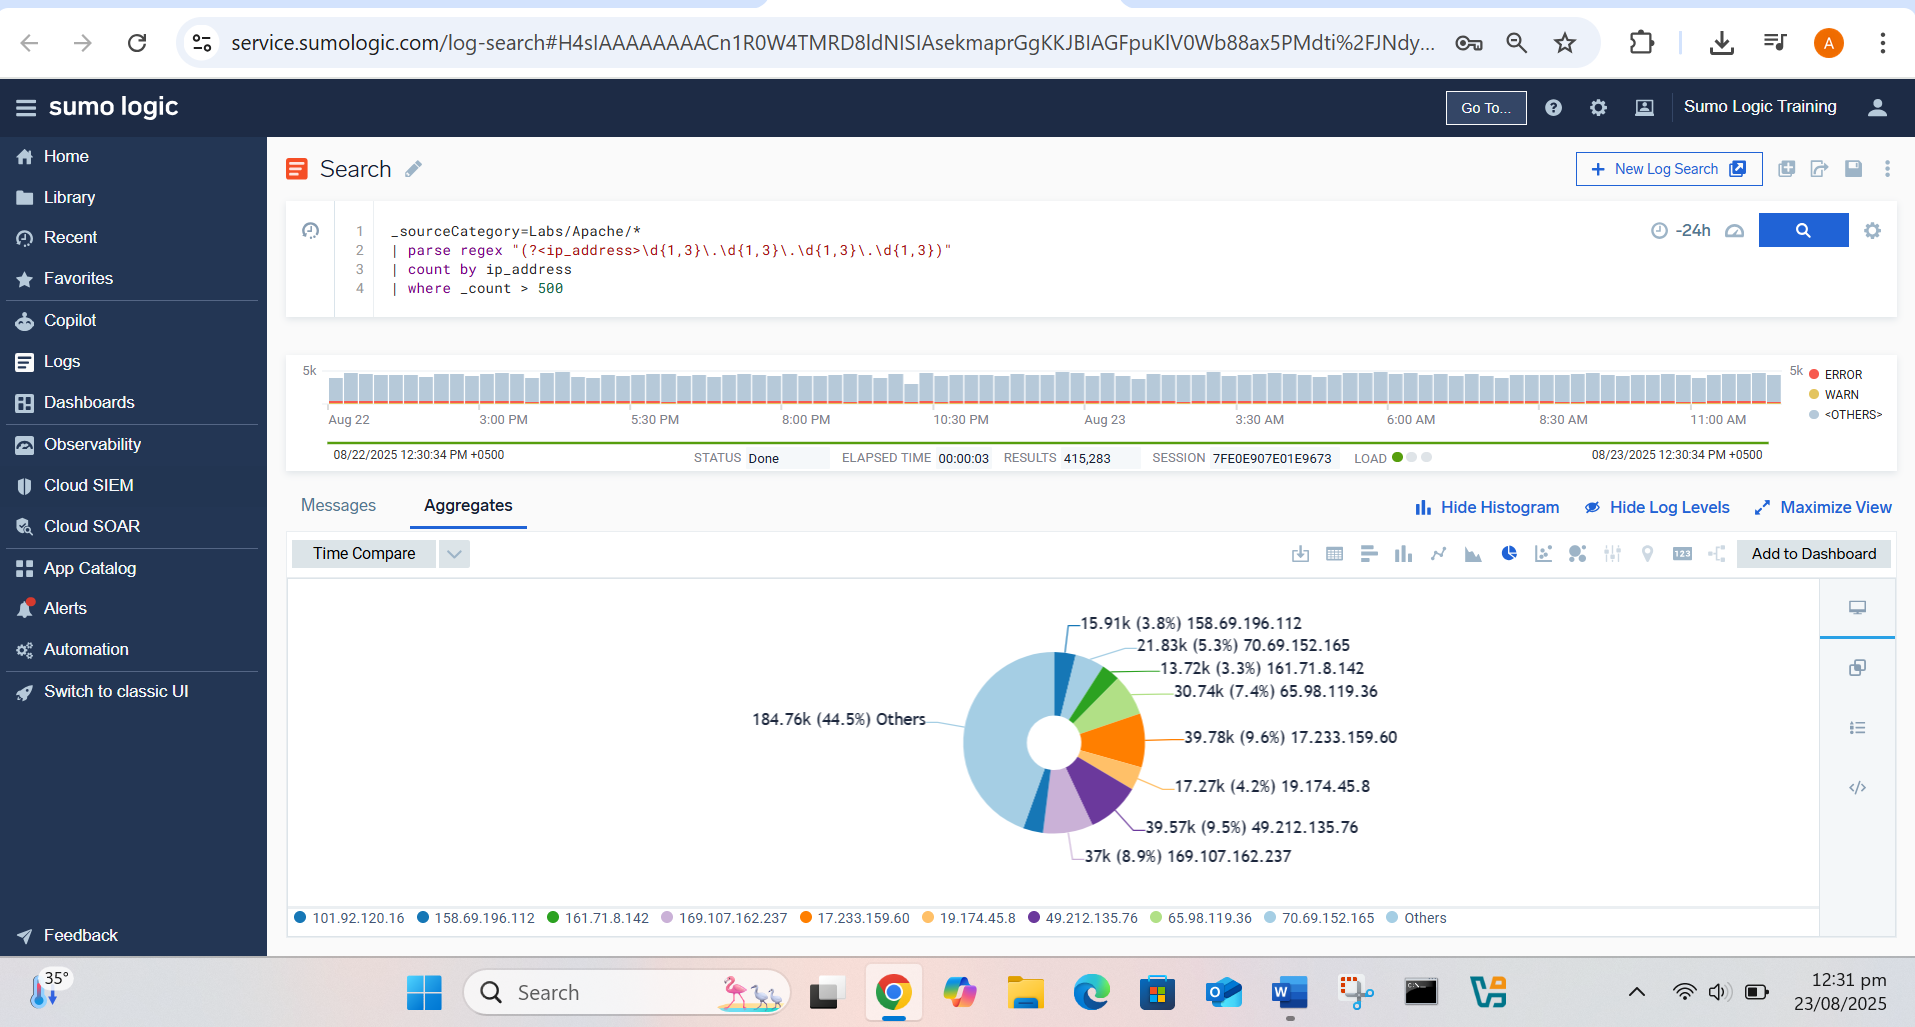 service.sumologic.com/log-search#H4sIAAAAAAAACn1R0W4TMRD8ldNISIAsekmaprGgKKJBIAGFpuKlV0Wb88ax5PMdti%2FJNdy...
A
sumo logic
Go To...
Sumo Logic Training
Home
Library
Recent
Favorites
Copilot
Logs
Dashboards
Observability
Cloud SIEM
Cloud SOAR
App Catalog
Alerts
Automation
Switch to classic UI
Feedback
Search
+ New Log Search
1 _sourceCategory=Labs/Apache/*
2 | parse regex "(?<ip_address>\d{1,3}\.\d{1,3}\.\d{1,3}\.\d{1,3})"
3 | count by ip_address
4 | where _count > 500
-24h
5k
5k
ERROR
WARN
<OTHERS>
Aug 22 3:00 PM 5:30 PM 8:00 PM 10:30 PM Aug 23 3:30 AM 6:00 AM 8:30 AM 11:00 AM
08/22/2025 12:30:34 PM +0500
STATUS Done ELAPSED TIME 00:00:03 RESULTS 415,283 SESSION 7FE0E907E01E9673 LOAD
08/23/2025 12:30:34 PM +0500
Messages Aggregates
Hide Histogram Hide Log Levels Maximize View
Time Compare
123
Add to Dashboard
15.91k (3.8%) 158.69.196.112
21.83k (5.3%) 70.69.152.165
13.72k (3.3%) 161.71.8.142
30.74k (7.4%) 65.98.119.36
184.76k (44.5%) Others
39.78k (9.6%) 17.233.159.60
17.27k (4.2%) 19.174.45.8
39.57k (9.5%) 49.212.135.76
37k (8.9%) 169.107.162.237
101.92.120.16 158.69.196.112 161.71.8.142 169.107.162.237 17.233.159.60 19.174.45.8 49.212.135.76 65.98.119.36 70.69.152.165 Others
35°
Search
12:31 pm
23/08/2025